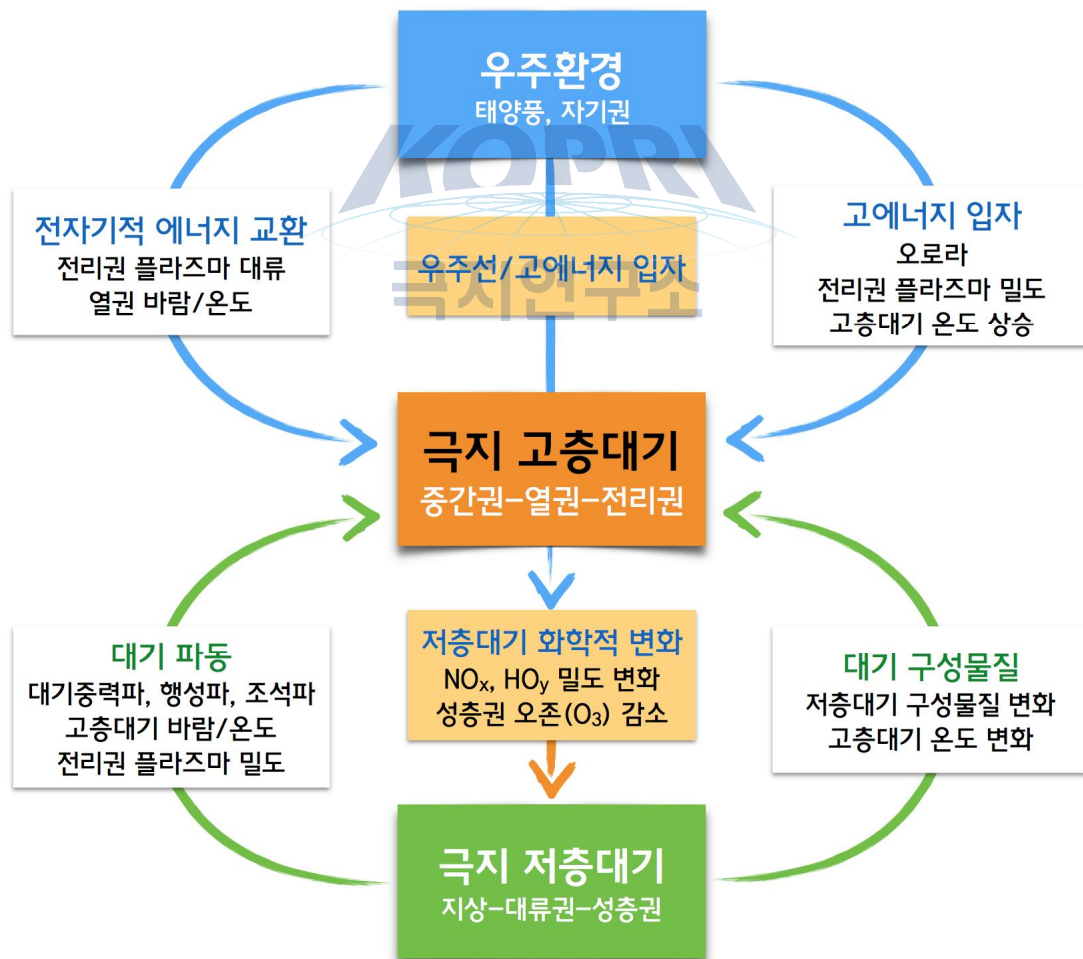 우주환경
태양풍, 자기권
KOPRI
전자기적 에너지 교환
전리권 플라즈마 대류
열권 바람/온도
우주선/고에너지 입자
극지연구소
고에너지 입자
오로라
전리권 플라즈마 밀도
고층대기 온도 상승
극지 고층대기
중간권-열권-전리권
대기 파동
대기중력파, 행성파, 조석파
고층대기 바람/온도
전리권 플라즈마 밀도
저층대기 화학적 변화
NOₓ, HOᵧ 밀도 변화
성층권 오존(O₃) 감소
대기 구성물질
저층대기 구성물질 변화
고층대기 온도 변화
극지 저층대기
지상-대류권-성층권